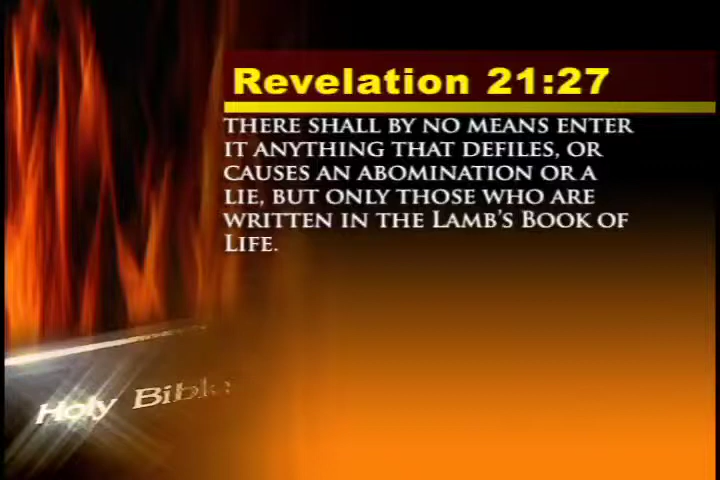 Revelation 21:27
THERE SHALL BY NO MEANS ENTER
IT ANYTHING THAT DEFILES, OR
CAUSES AN ABOMINATION OR A
LIE, BUT ONLY THOSE WHO ARE
WRITTEN IN THE LAMB'S BOOK OF
LIFE.
Holy Bible